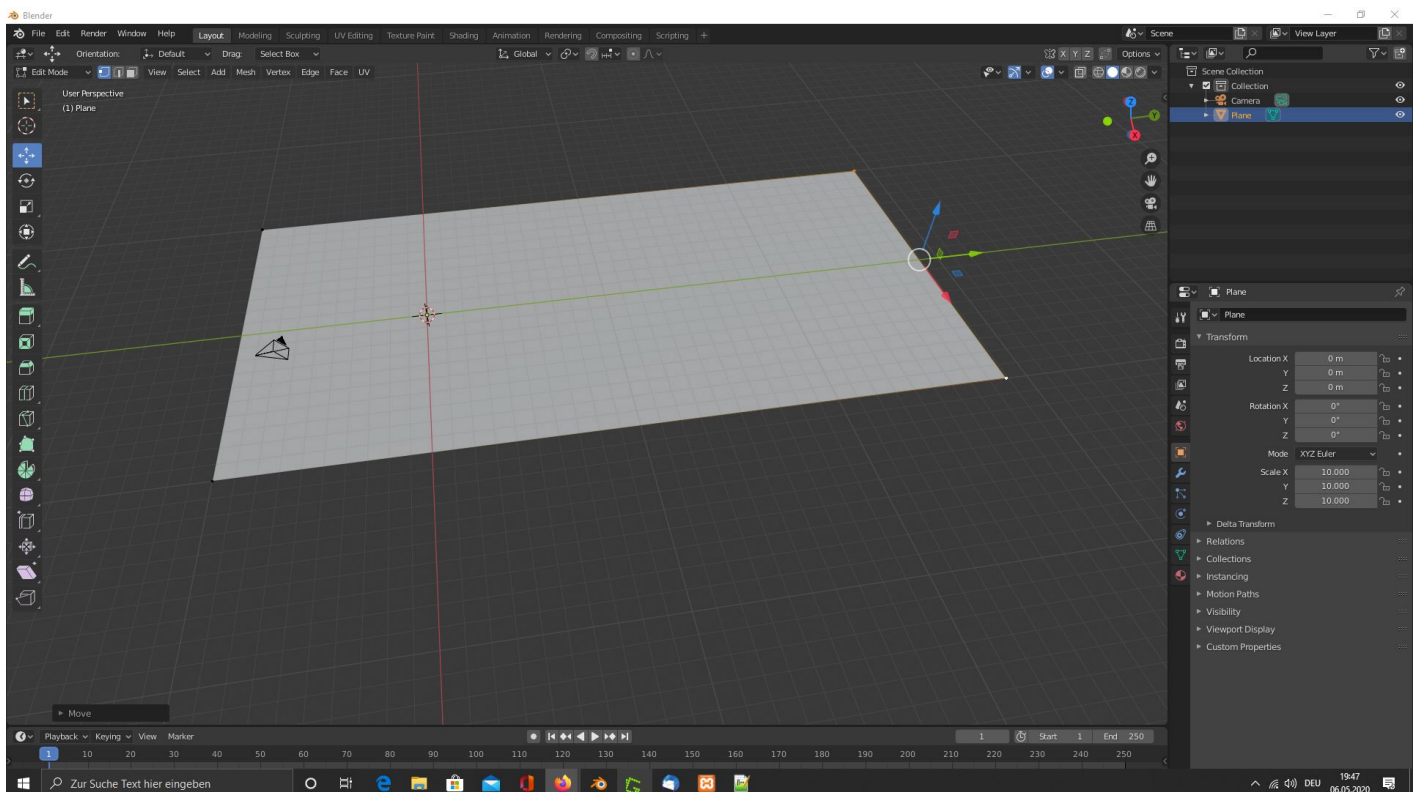 Blender
File Edit Render Window Help Layout Modeling Sculpting UV Editing Texture Paint Shading Animation Rendering Compositing Scripting + Scene View Layer
Orientation: Default Drag: Select Box Global X Y Z Options
Edit Mode View Select Add Mesh Vertex Edge Face UV
User Perspective
(1) Plane
Z
Y
X
Scene Collection
Collection
Camera
Plane
Plane
Plane
Transform
Location X 0 m
Y 0 m
Z 0 m
Rotation X 0°
Y 0°
Z 0°
Mode XYZ Euler
Scale X 10.000
Y 10.000
Z 10.000
Delta Transform
Relations
Collections
Instancing
Motion Paths
Visibility
Viewport Display
Custom Properties
Move
Playback Keying View Marker 1 Start 1 End 250
1 10 20 30 40 50 60 70 80 90 100 110 120 130 140 150 160 170 180 190 200 210 220 230 240 250
Zur Suche Text hier eingeben DEU 19:47
06.05.2020